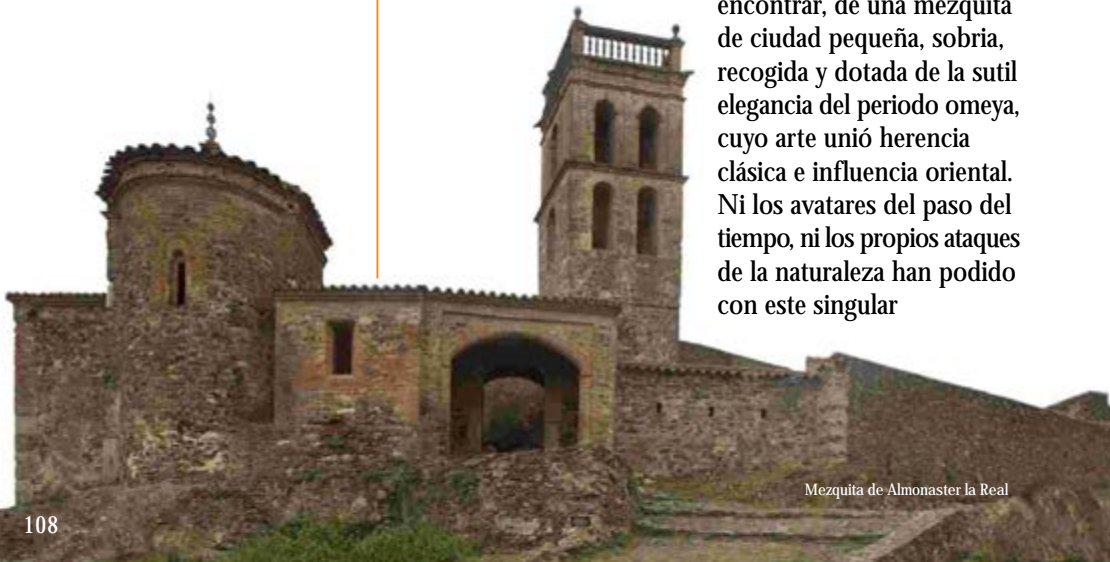 encontrar, de una mezquita
de ciudad pequeña, sobria,
recogida y dotada de la sutil
elegancia del periodo omeya,
cuyo arte unió herencia
clásica e influencia oriental.
Ni los avatares del paso del
tiempo, ni los propios ataques
de la naturaleza han podido
con este singular
Mezquita de Almonaster la Real
108